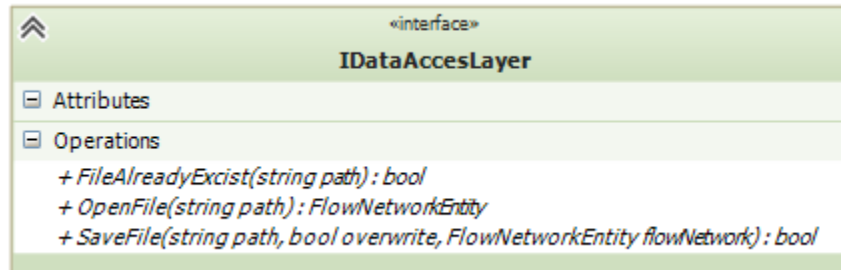 «interface»
IDataAccesLayer
Attributes
Operations
+ FileAlreadyExcist(string path) : bool
+ OpenFile(string path) : FlowNetworkEntity
+ SaveFile(string path, bool overwrite, FlowNetworkEntity flowNetwork) : bool